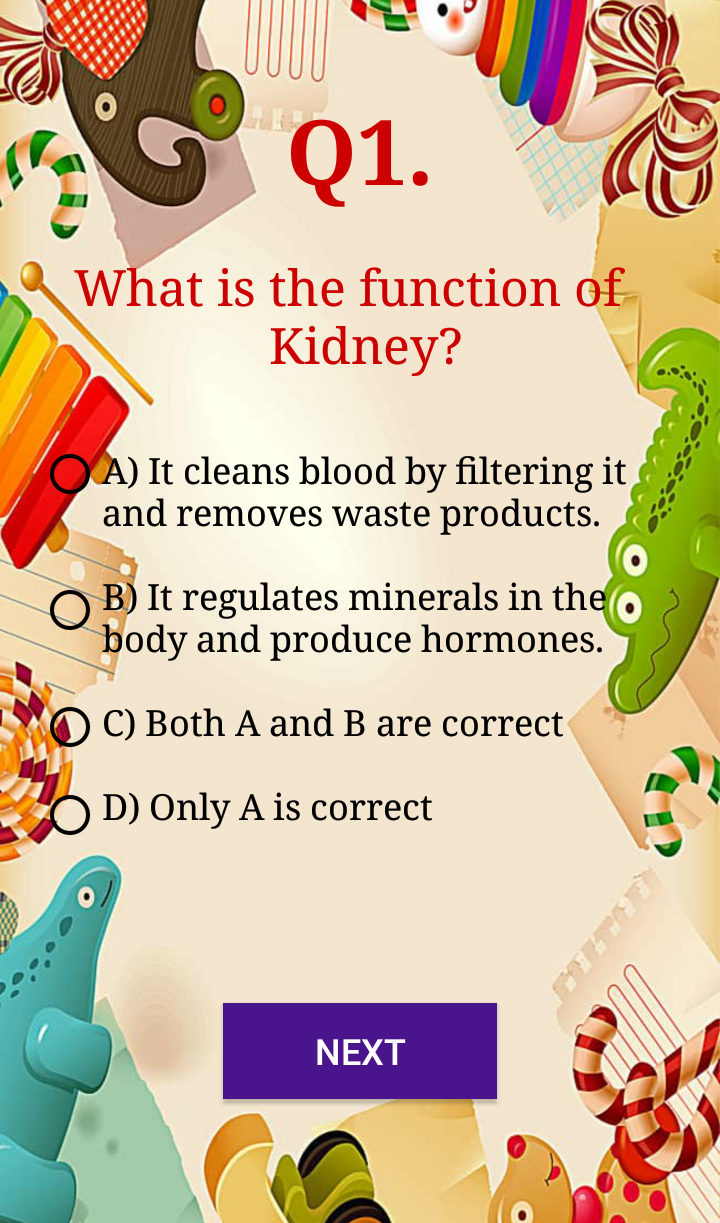 Q1.
What is the function of
Kidney?
A) It cleans blood by filtering it
and removes waste products.
B) It regulates minerals in the
body and produce hormones.
C) Both A and B are correct
D) Only A is correct
NEXT